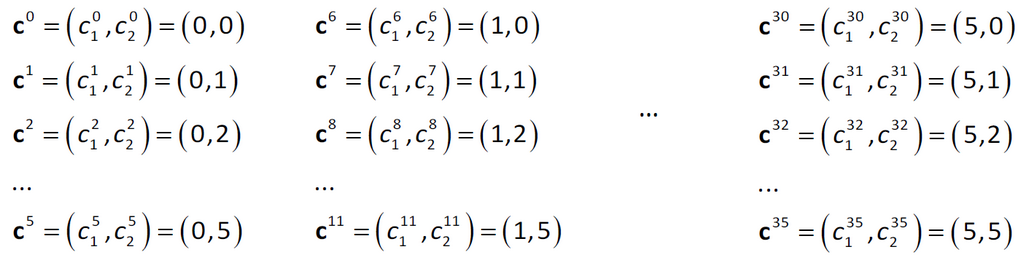 c⁰ = (c₁⁰, c₂⁰) = (0,0) c⁶ = (c₁⁶, c₂⁶) = (1,0) c³⁰ = (c₁³⁰, c₂³⁰) = (5,0)
c¹ = (c₁¹, c₂¹) = (0,1) c⁷ = (c₁⁷, c₂⁷) = (1,1) c³¹ = (c₁³¹, c₂³¹) = (5,1)
...
c² = (c₁², c₂²) = (0,2) c⁸ = (c₁⁸, c₂⁸) = (1,2) c³² = (c₁³², c₂³²) = (5,2)
... ... ...
c⁵ = (c₁⁵, c₂⁵) = (0,5) c¹¹ = (c₁¹¹, c₂¹¹) = (1,5) c³⁵ = (c₁³⁵, c₂³⁵) = (5,5)